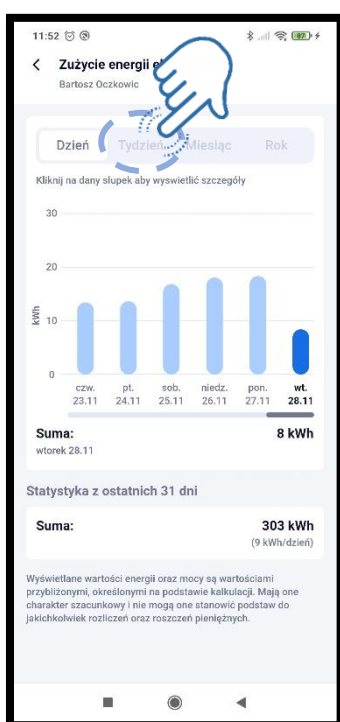 11:52
87
Zużycie energii
Bartosz Oczkowic
Dzień Tydzień Miesiąc Rok
Kliknij na dany słupek aby wyswietlić szczegóły
30
20
10
0
kWh
czw. pt. sob. niedz. pon. wt.
23.11 24.11 25.11 26.11 27.11 28.11
Suma: 8 kWh
wtorek 28.11
Statystyka z ostatnich 31 dni
Suma: 303 kWh
(9 kWh/dzień)
Wyświetlane wartości energii oraz mocy są wartościami
przybliżonymi, określonymi na podstawie kalkulacji. Mają one
charakter szacunkowy i nie mogą one stanowić podstaw do
jakichkolwiek rozliczeń oraz roszczeń pieniężnych.